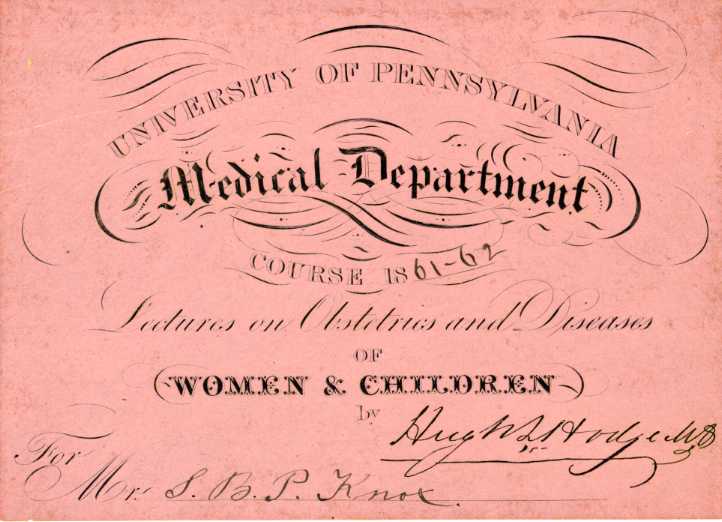 UNIVERSITY OF PENNSYLVANIA
Medical Department
COURSE 1861-62
Lectures on Obstetrics and Diseases
OF
WOMEN & CHILDREN
by
Hugh L Hodge MD
For
Mr. S. B. P. Knox